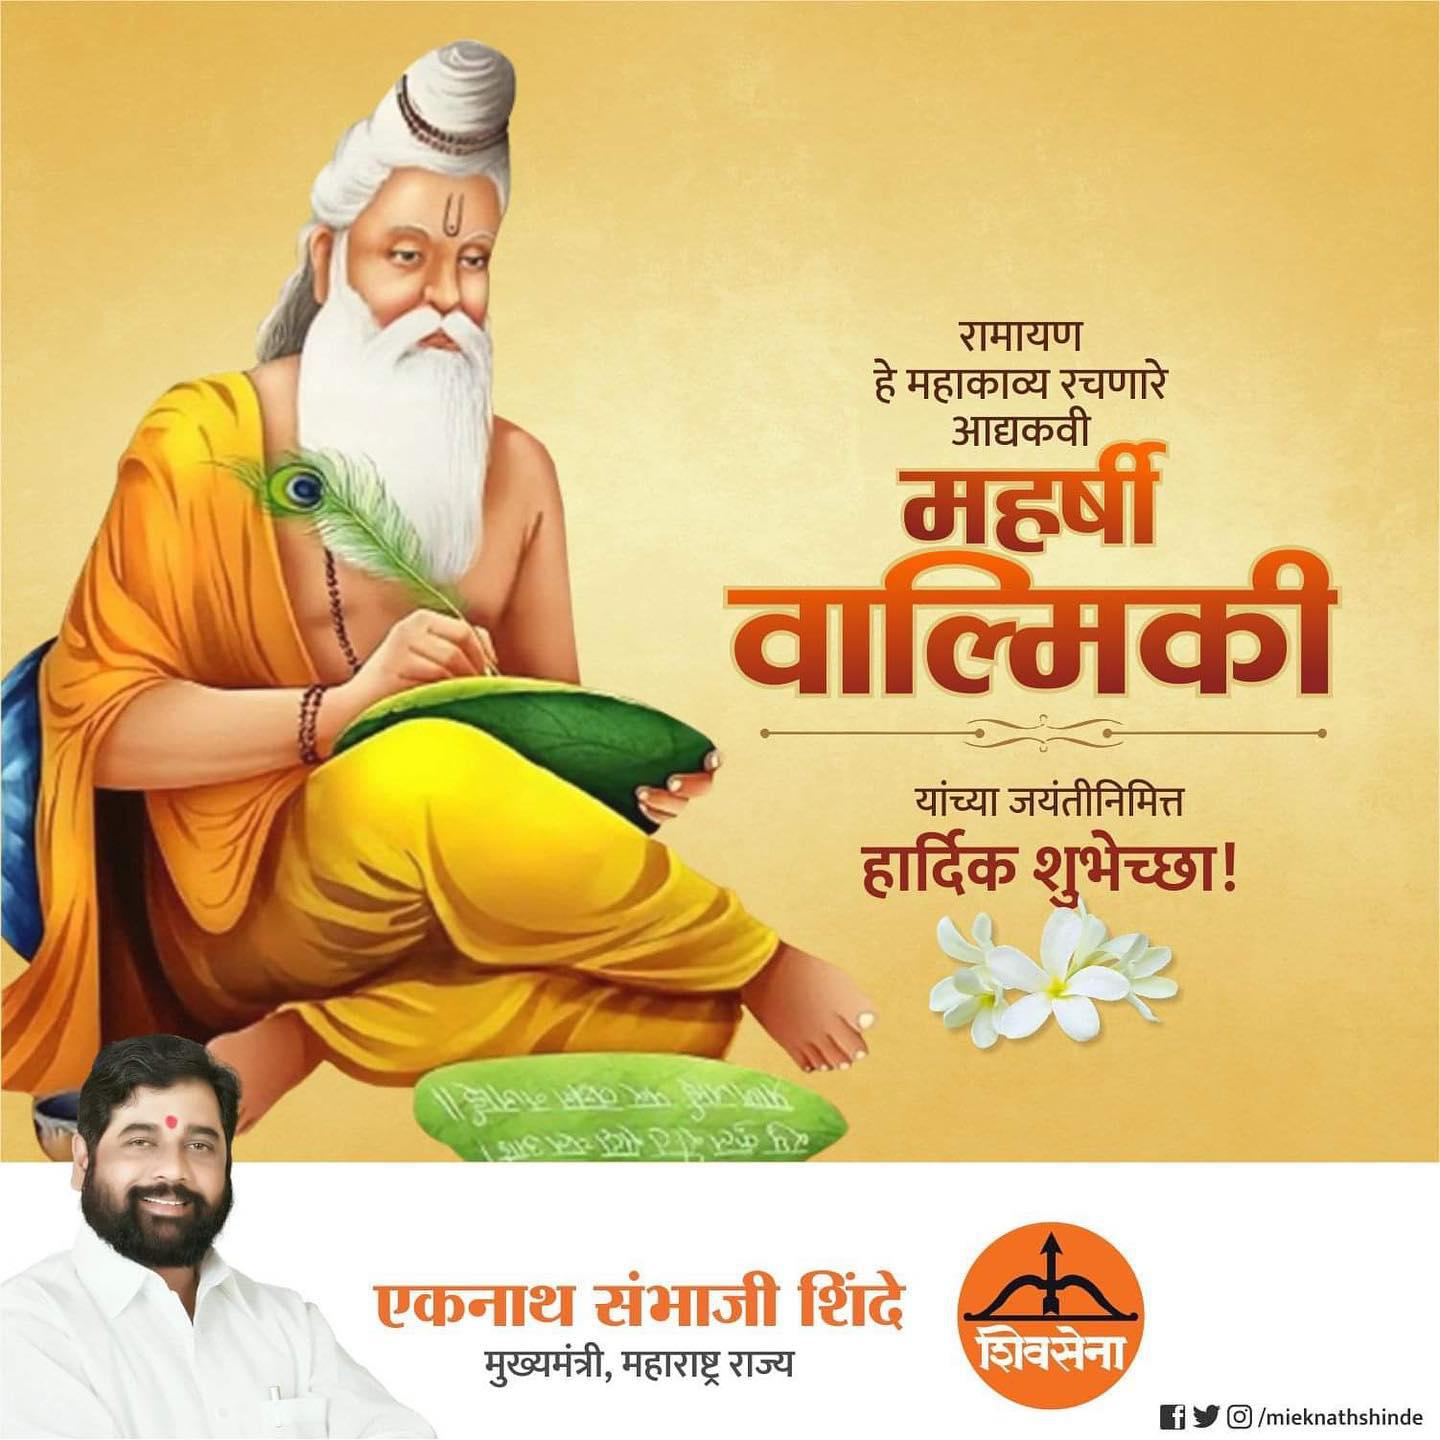 रामायण
हे महाकाव्य रचणारे
आद्यकवी
महर्षी
वाल्मिकी
यांच्या जयंतीनिमित्त
हार्दिक शुभेच्छा!
एकनाथ संभाजी शिंदे
मुख्यमंत्री, महाराष्ट्र राज्य
शिवसेना
/mieknathshinde